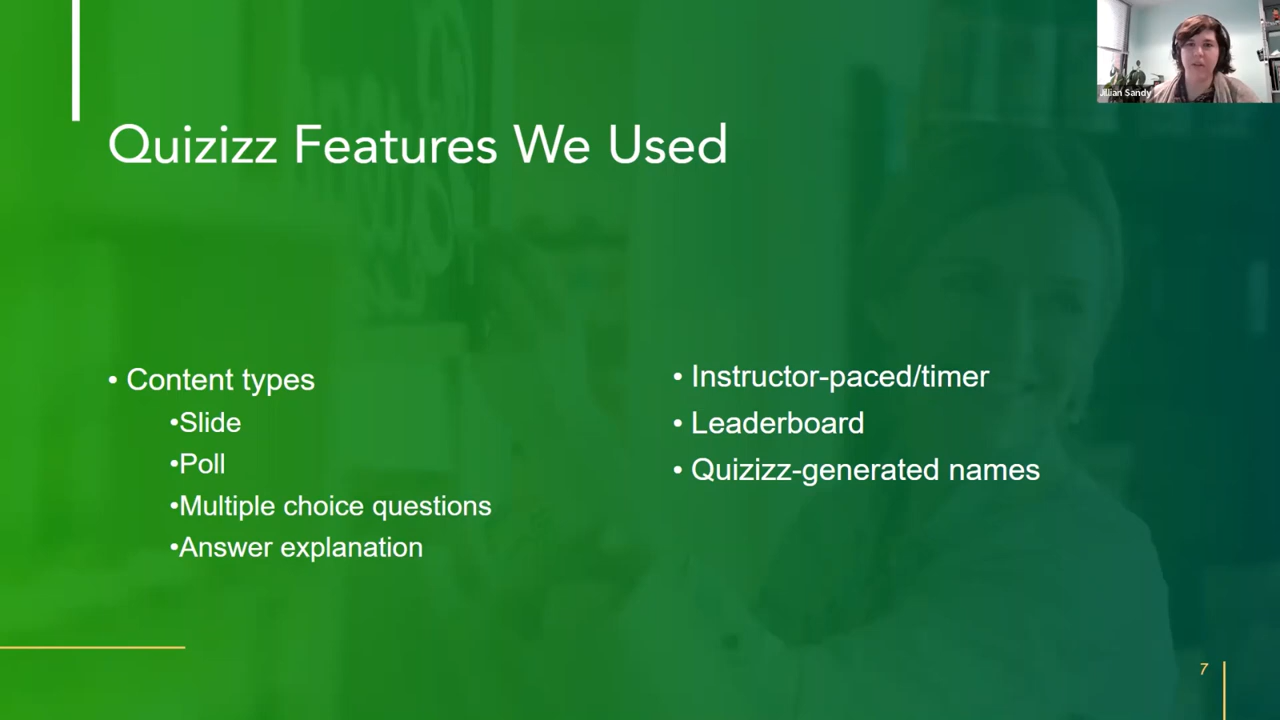 Jillian Sandy
Quizizz Features We Used
• Content types
•Slide
•Poll
•Multiple choice questions
•Answer explanation
• Instructor-paced/timer
• Leaderboard
• Quizizz-generated names
7